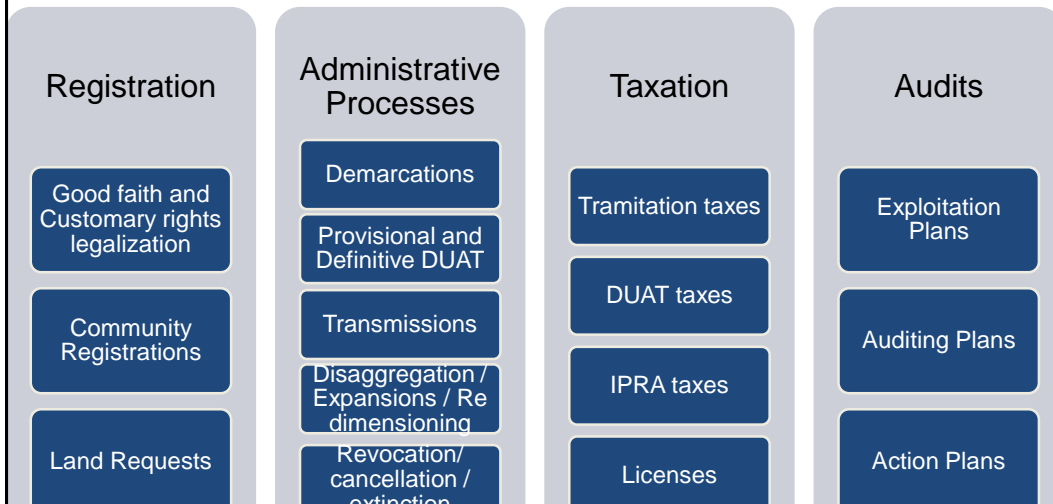 Registration
Good faith and
Customary rights
legalization
Community
Registrations
Land Requests
Administrative
Processes
Demarcations
Provisional and
Definitive DUAT
Transmissions
Disaggregation /
Expansions / Re
dimensioning
Revocation/
cancellation /
extinction
Taxation
Tramitation taxes
DUAT taxes
IPRA taxes
Licenses
Audits
Exploitation
Plans
Auditing Plans
Action Plans